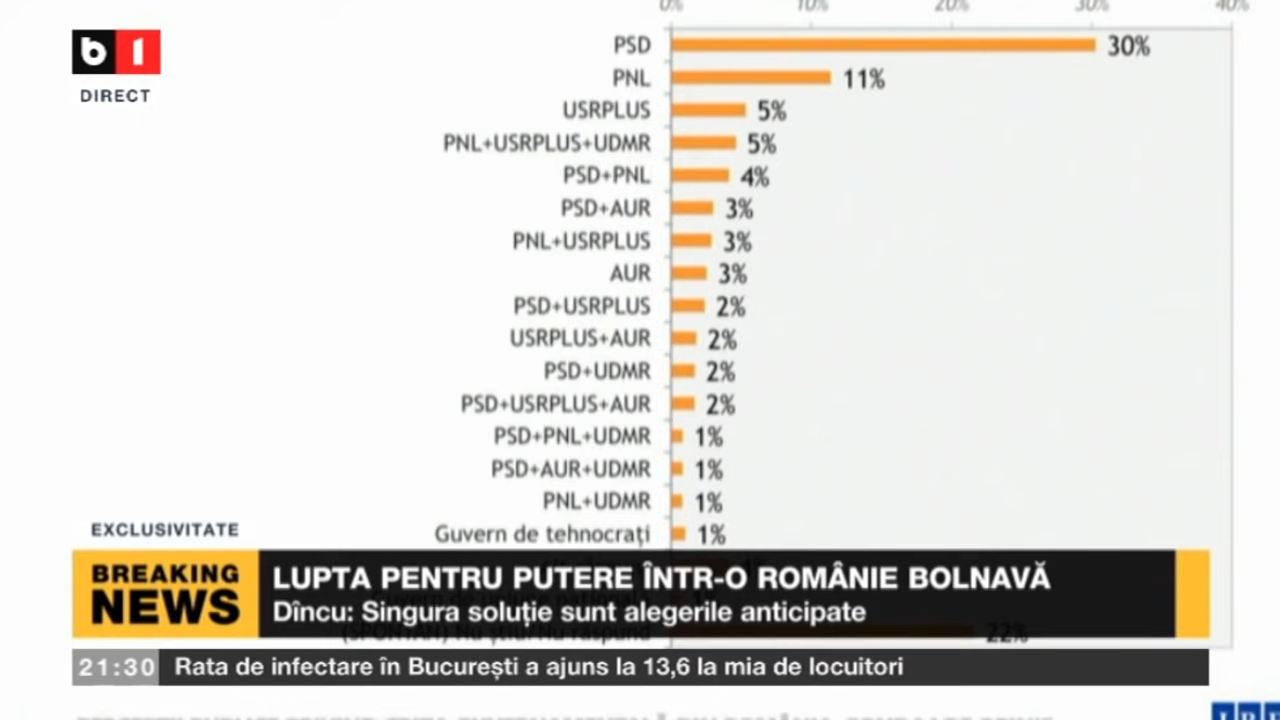 0% 10% 20% 30% 40%
b1
DIRECT
PSD 30%
PNL 11%
USRPLUS 5%
PNL+USRPLUS+UDMR 5%
PSD+PNL 4%
PSD+AUR 3%
PNL+USRPLUS 3%
AUR 3%
PSD+USRPLUS 2%
USRPLUS+AUR 2%
PSD+UDMR 2%
PSD+USRPLUS+AUR 2%
PSD+PNL+UDMR 1%
PSD+AUR+UDMR 1%
PNL+UDMR 1%
Guvern de tehnocrați 1%
EXCLUSIVITATE
BREAKING
NEWS
LUPTA PENTRU PUTERE ÎNTR-O ROMÂNIE BOLNAVĂ
Dîncu: Singura soluție sunt alegerile anticipate
22%
21:30 Rata de infectare în București a ajuns la 13,6 la mia de locuitori